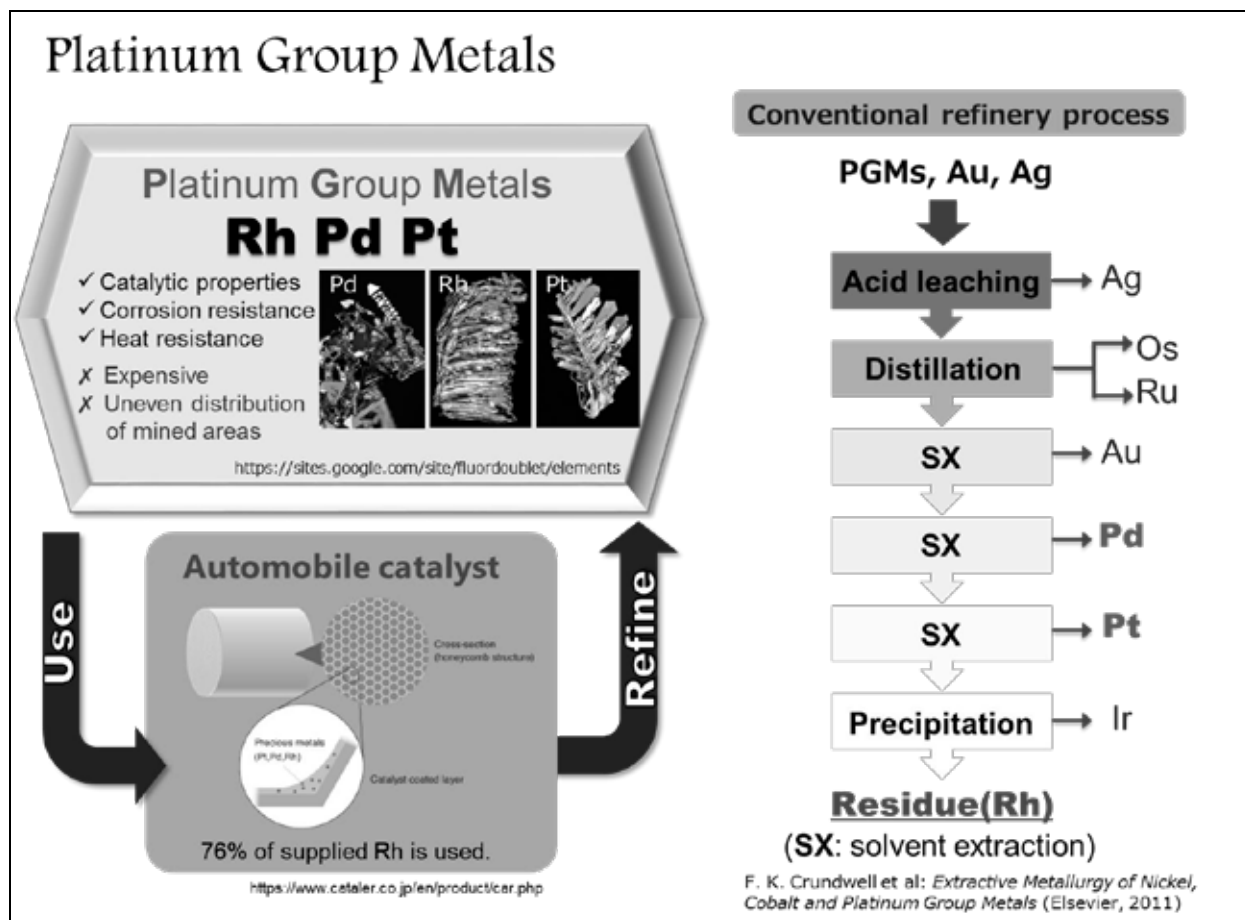 Platinum Group Metals
Platinum Group Metals
Rh Pd Pt
✓ Catalytic properties
✓ Corrosion resistance
✓ Heat resistance
✗ Expensive
✗ Uneven distribution
of mined areas
Pd
Rh
Pt
https://sites.google.com/site/fluordoublet/elements
Use
Automobile catalyst
Cross-section
(honeycomb structure)
Precious metals
(Pt,Pd,Rh)
Catalyst coated layer
76% of supplied Rh is used.
Refine
https://www.cataler.co.jp/en/product/car.php
Conventional refinery process
PGMs, Au, Ag
Acid leaching
Ag
Distillation
Os
Ru
SX
Au
SX
Pd
SX
Pt
Precipitation
Ir
Residue(Rh)
(SX: solvent extraction)
F. K. Crundwell et al: Extractive Metallurgy of Nickel,
Cobalt and Platinum Group Metals (Elsevier, 2011)